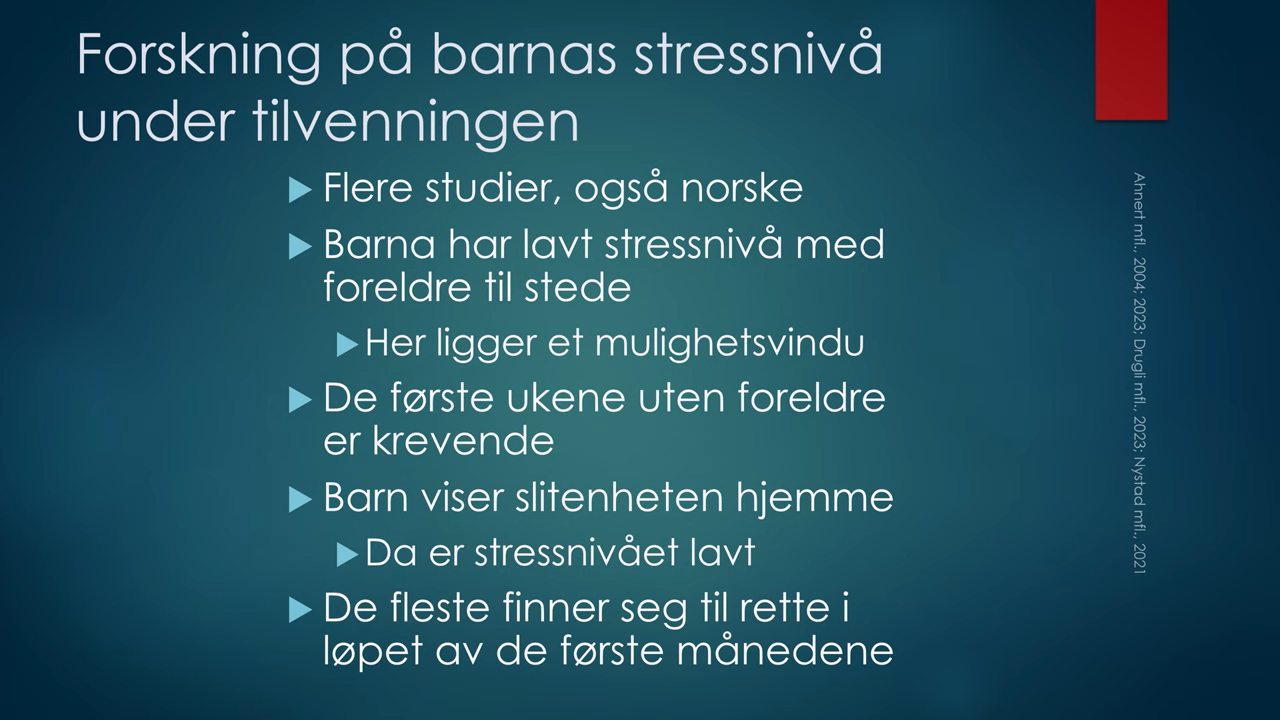 Forskning på barnas stressnivå
under tilvenningen
Flere studier, også norske
Barna har lavt stressnivå med
foreldre til stede
Her ligger et mulighetsvindu
De første ukene uten foreldre
er krevende
Barn viser slitenheten hjemme
Da er stressnivået lavt
De fleste finner seg til rette i
løpet av de første månedene
Ahnert mfl., 2004; 2023; Drugli mfl., 2023; Nystad mfl., 2021